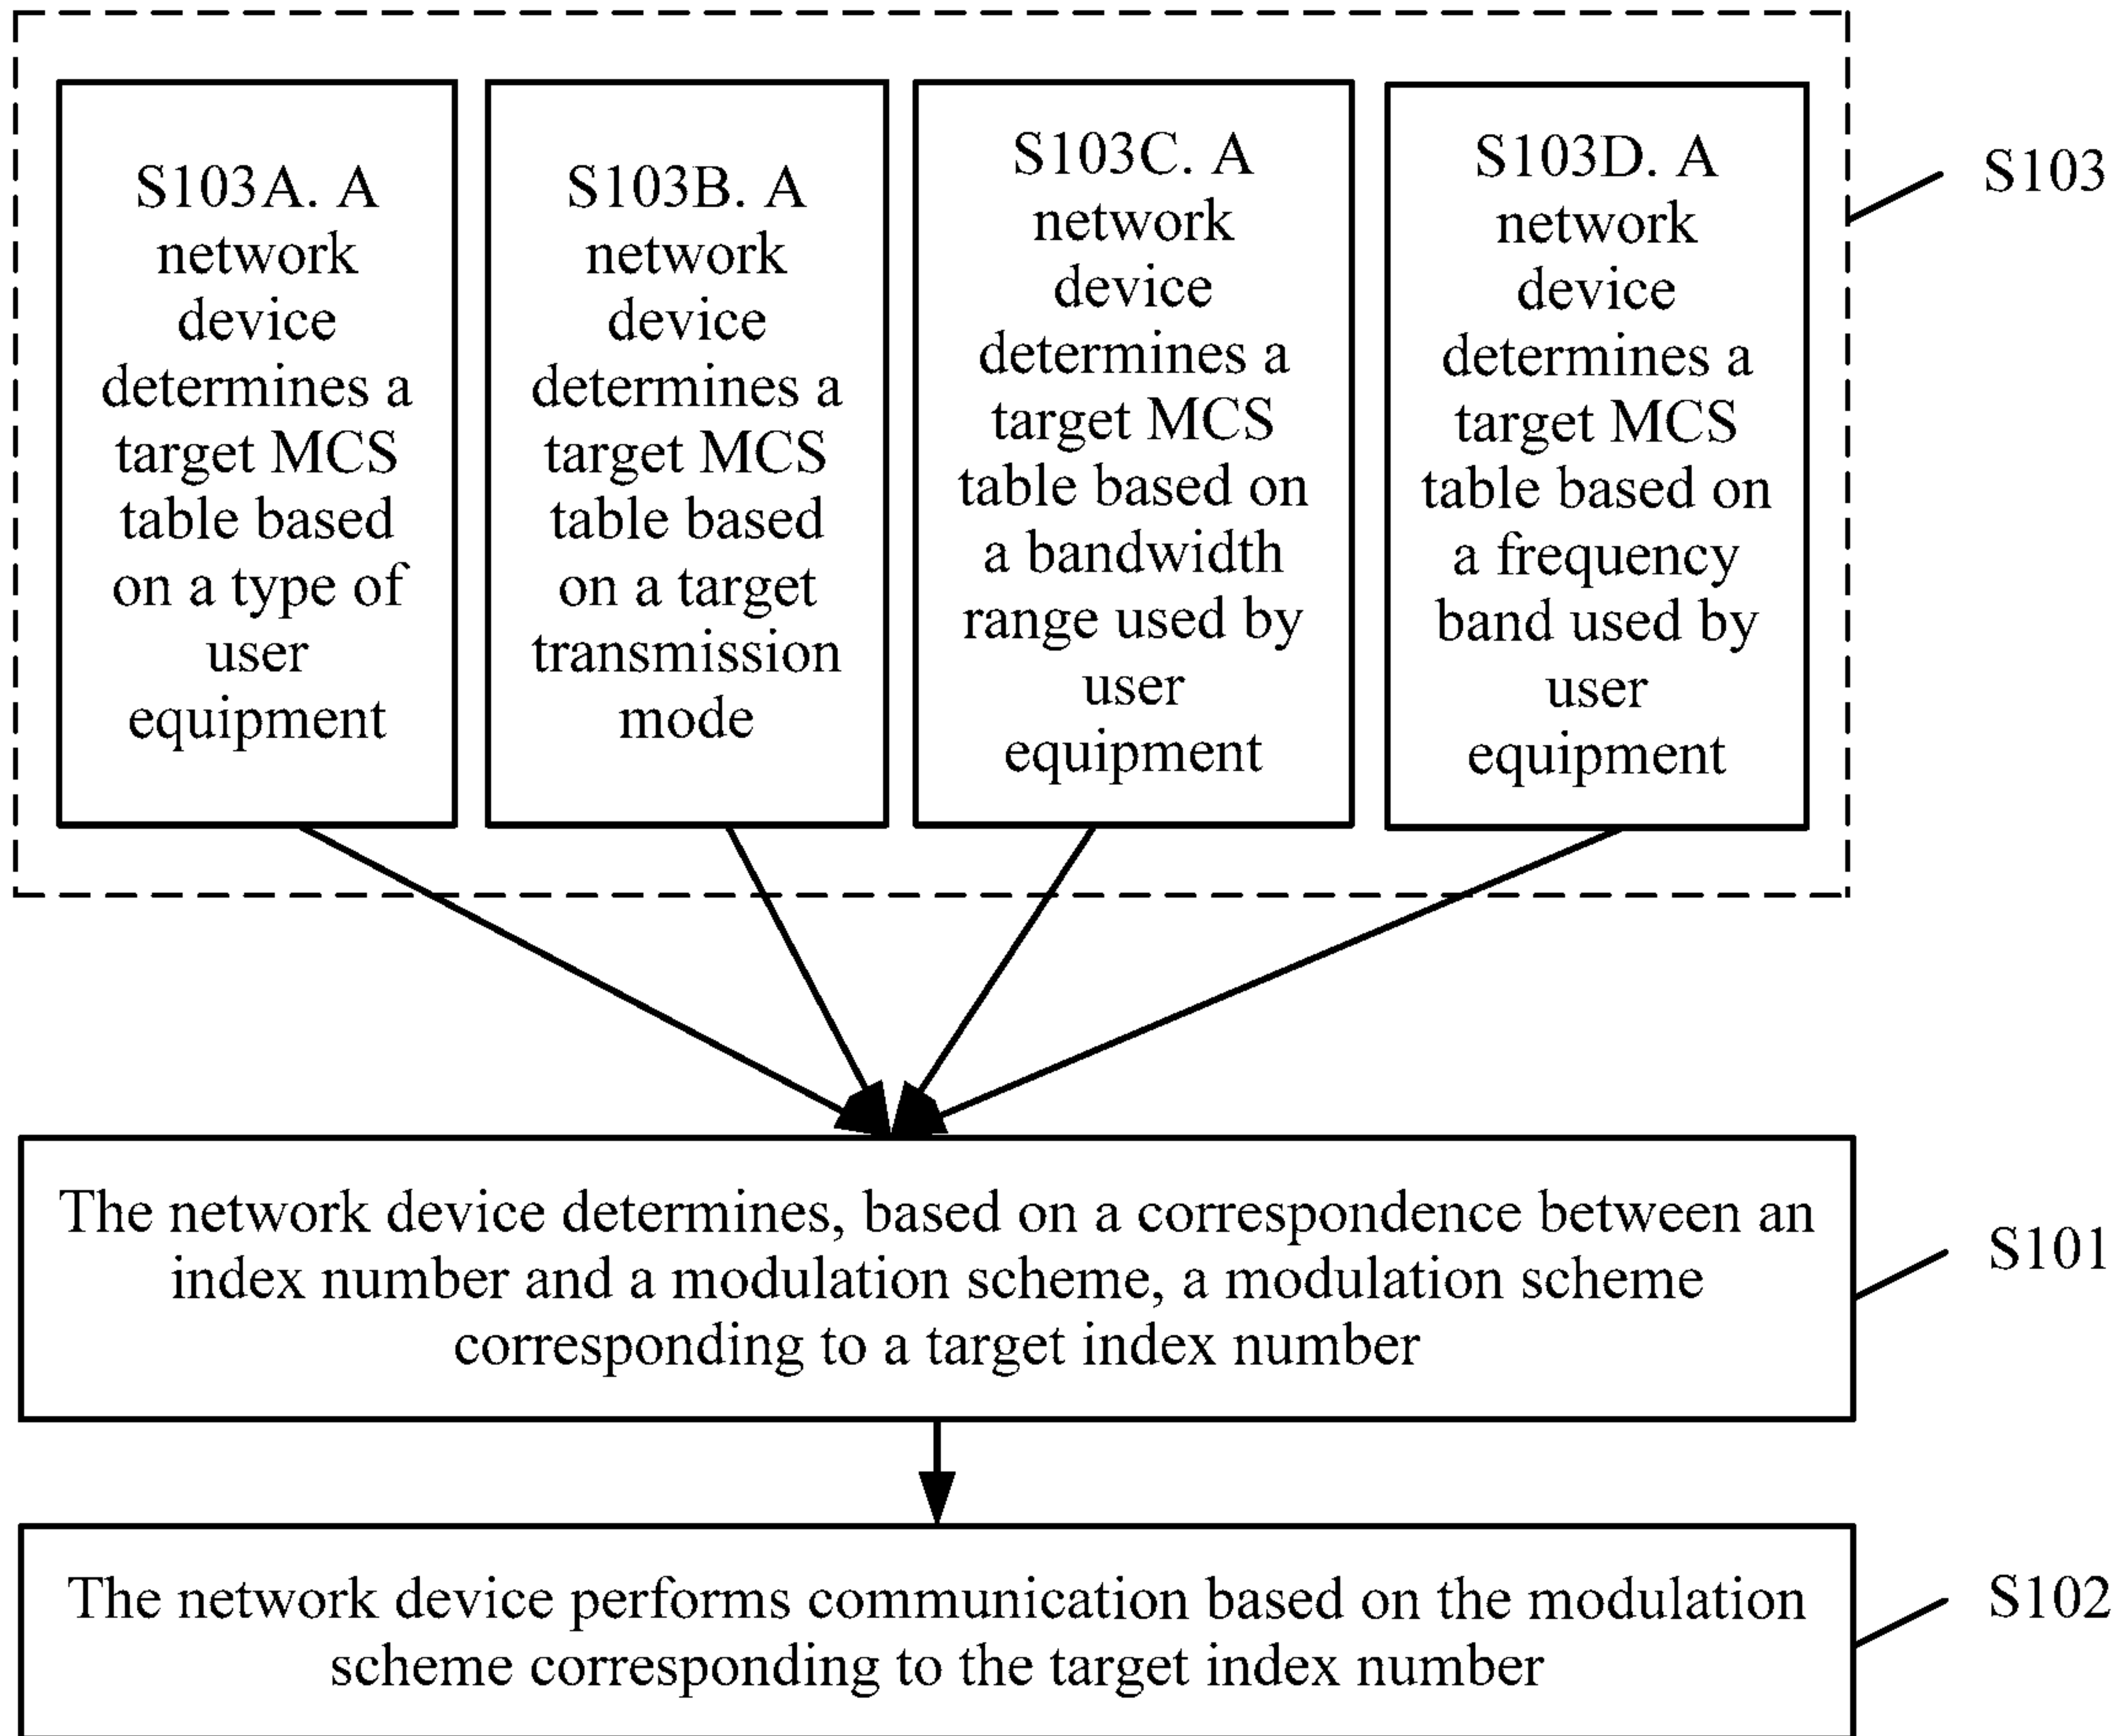 S103A. A
network
device
determines a
target MCS
table based
on a type of
user
equipment
S103B. A
network
device
determines a
target MCS
table based
on a target
transmission
mode
S103C. A
network
device
determines a
target MCS
table based on
a bandwidth
range used by
user
equipment
S103D. A
network
device
determines a
target MCS
table based on
a frequency
band used by
user
equipment
S103
The network device determines, based on a correspondence between an
index number and a modulation scheme, a modulation scheme
corresponding to a target index number
S101
The network device performs communication based on the modulation
scheme corresponding to the target index number
S102